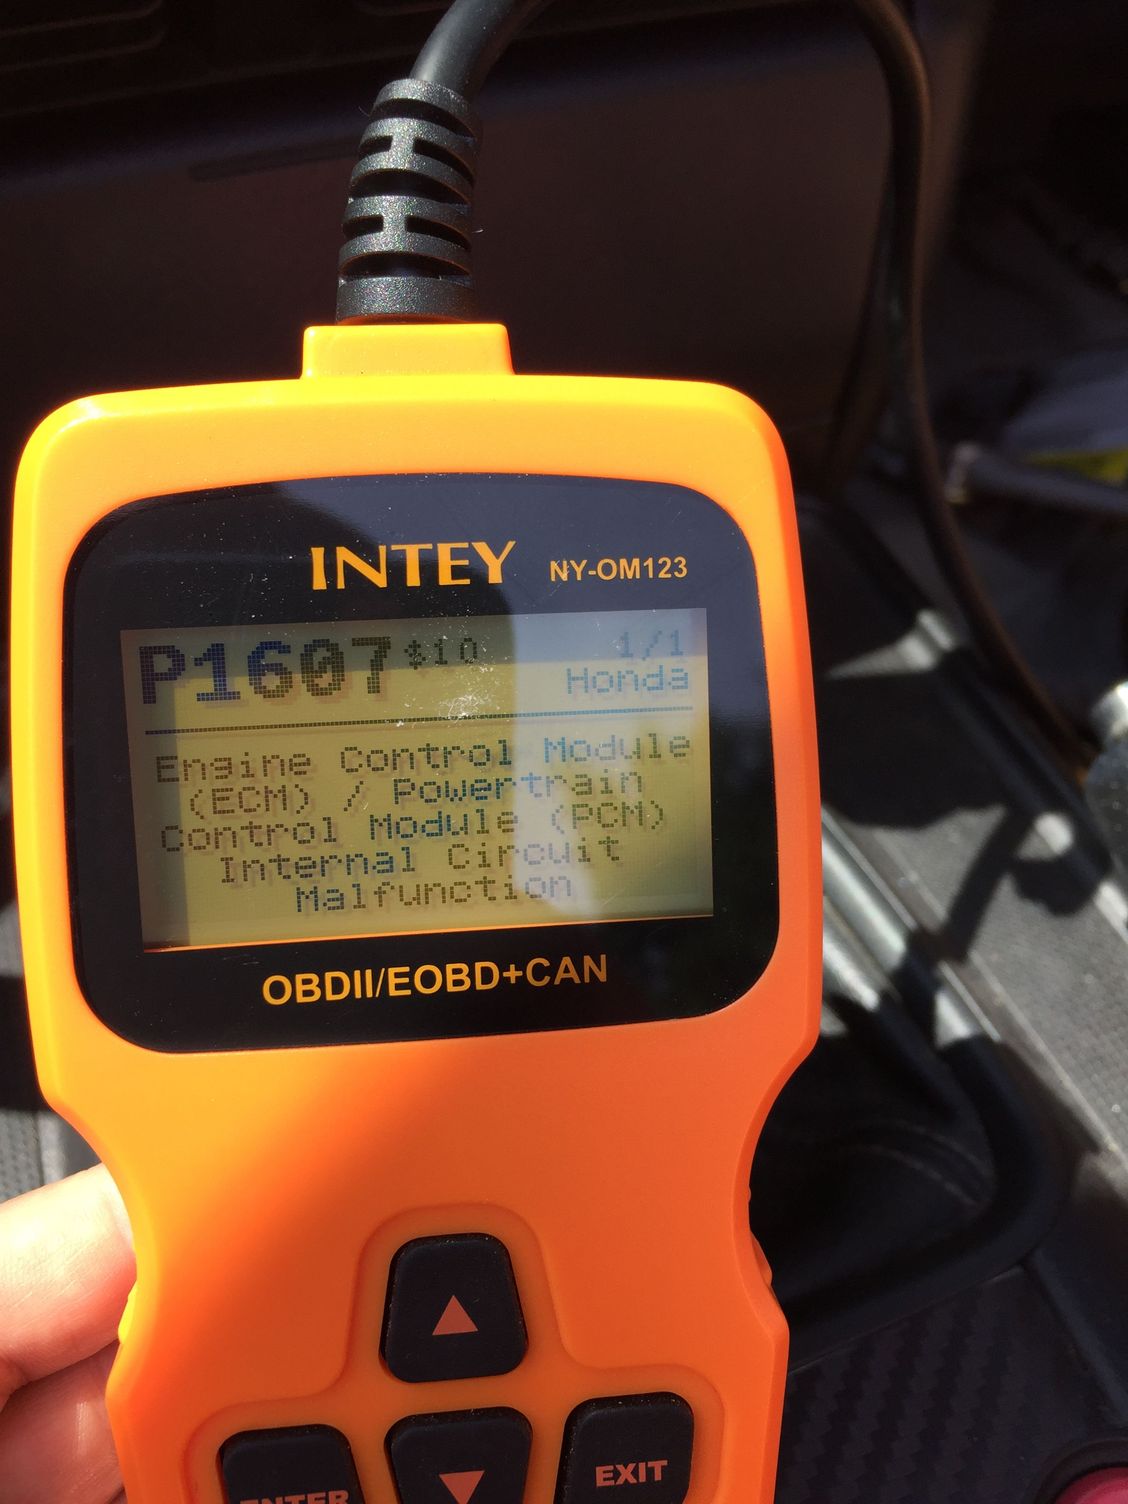 INTEY NY-OM123
P1607 $10 1/1
Honda
Engine Control Module
(ECM) / Powertrain
Control Module (PCM)
Internal Circuit
Malfunction
OBDII/EOBD+CAN
EXIT
ENTER